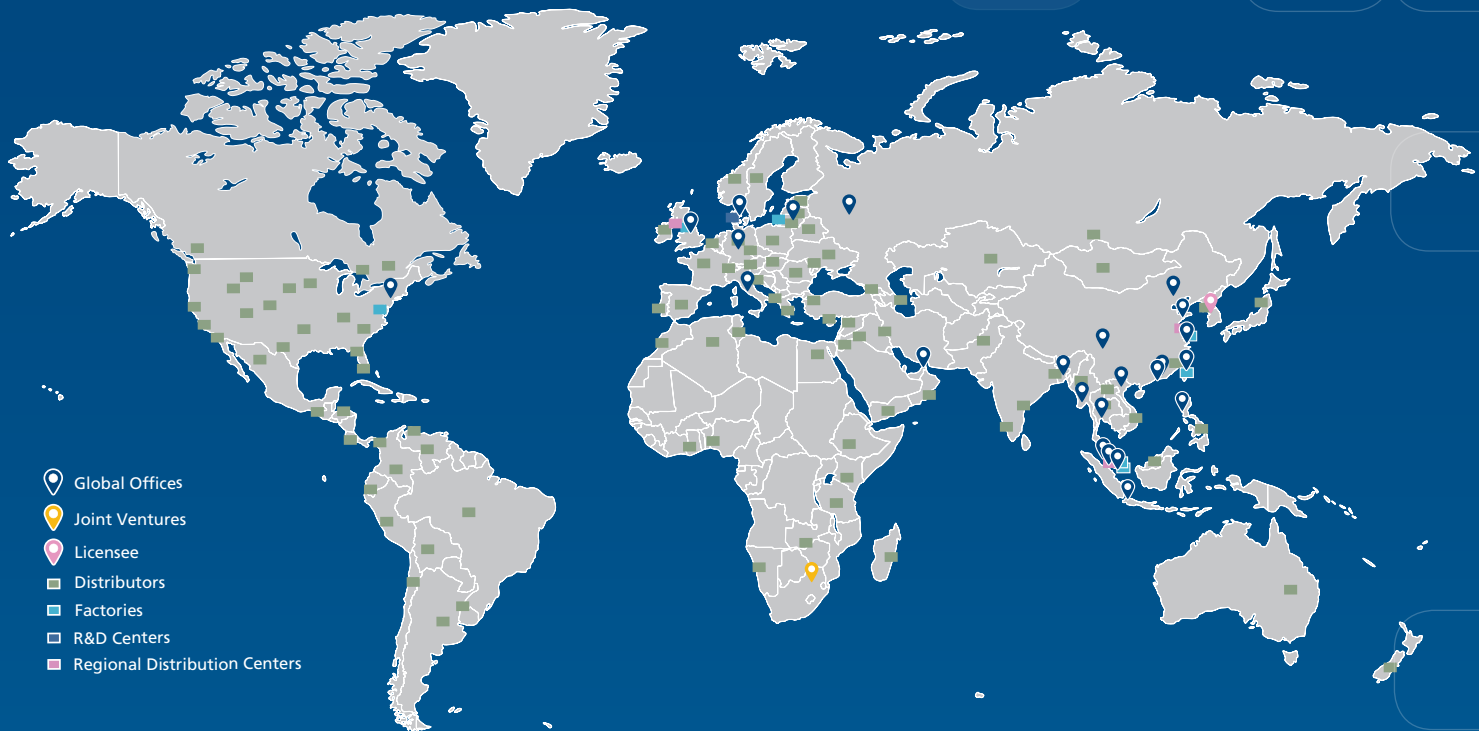 Global Offices
Joint Ventures
Licensee
Distributors
Factories
R&D Centers
Regional Distribution Centers